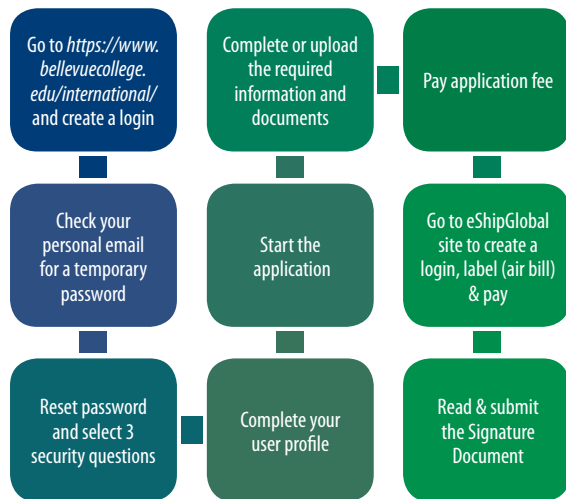 Go to https://www.
bellevuecollege.
edu/international/
and create a login
Check your
personal email
for a temporary
password
Reset password
and select 3
security questions
Complete your
user profile
Start the
application
Complete or upload
the required
information and
documents
Pay application fee
Go to eShipGlobal
site to create a
login, label (air bill)
& pay
Read & submit
the Signature
Document